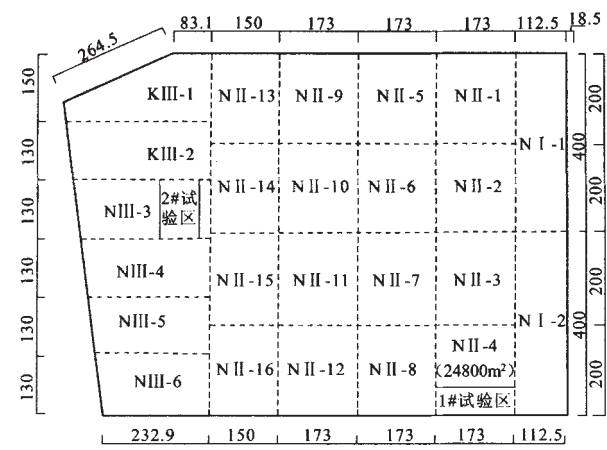 264.5
83.1 150 173 173 173 112.5 18.5
150 130 130 130 130 130
KIII-1 NⅡ-13 NⅡ-9 NⅡ-5 NⅡ-1
NⅠ-1
KIII-2
NIII-3
2#试
验区
NⅡ-14 NⅡ-10 NⅡ-6 NⅡ-2
NIII-4 NⅡ-15 NⅡ-11 NⅡ-7 NⅡ-3
NIII-5
NⅠ-2
NIII-6 NⅡ-16 NⅡ-12 NⅡ-8
NⅡ-4
(24800m²)
1#试验区
400 400
200 200 200 200
232.9 150 173 173 173 112.5